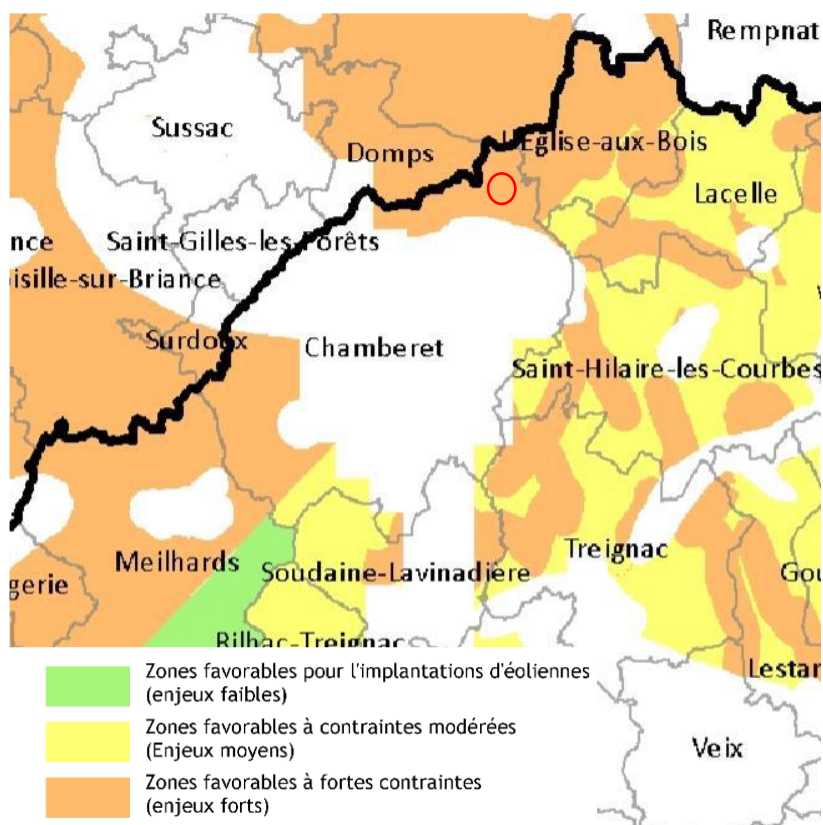 Rempnat
Sussac
Domps
L'Eglise-aux-Bois
Lacelle
nce
Saint-Gilles-les-Forêts
oisille-sur-Briance
Surdoux
Chamberet
Saint-Hilaire-les-Courbes
Meilhards
Soudaine-Lavinadière
Treignac
Gou
gerie
Rilhac-Treignac
Lestar
Veix
Zones favorables pour l'implantations d'éoliennes
(enjeux faibles)
Zones favorables à contraintes modérées
(Enjeux moyens)
Zones favorables à fortes contraintes
(enjeux forts)